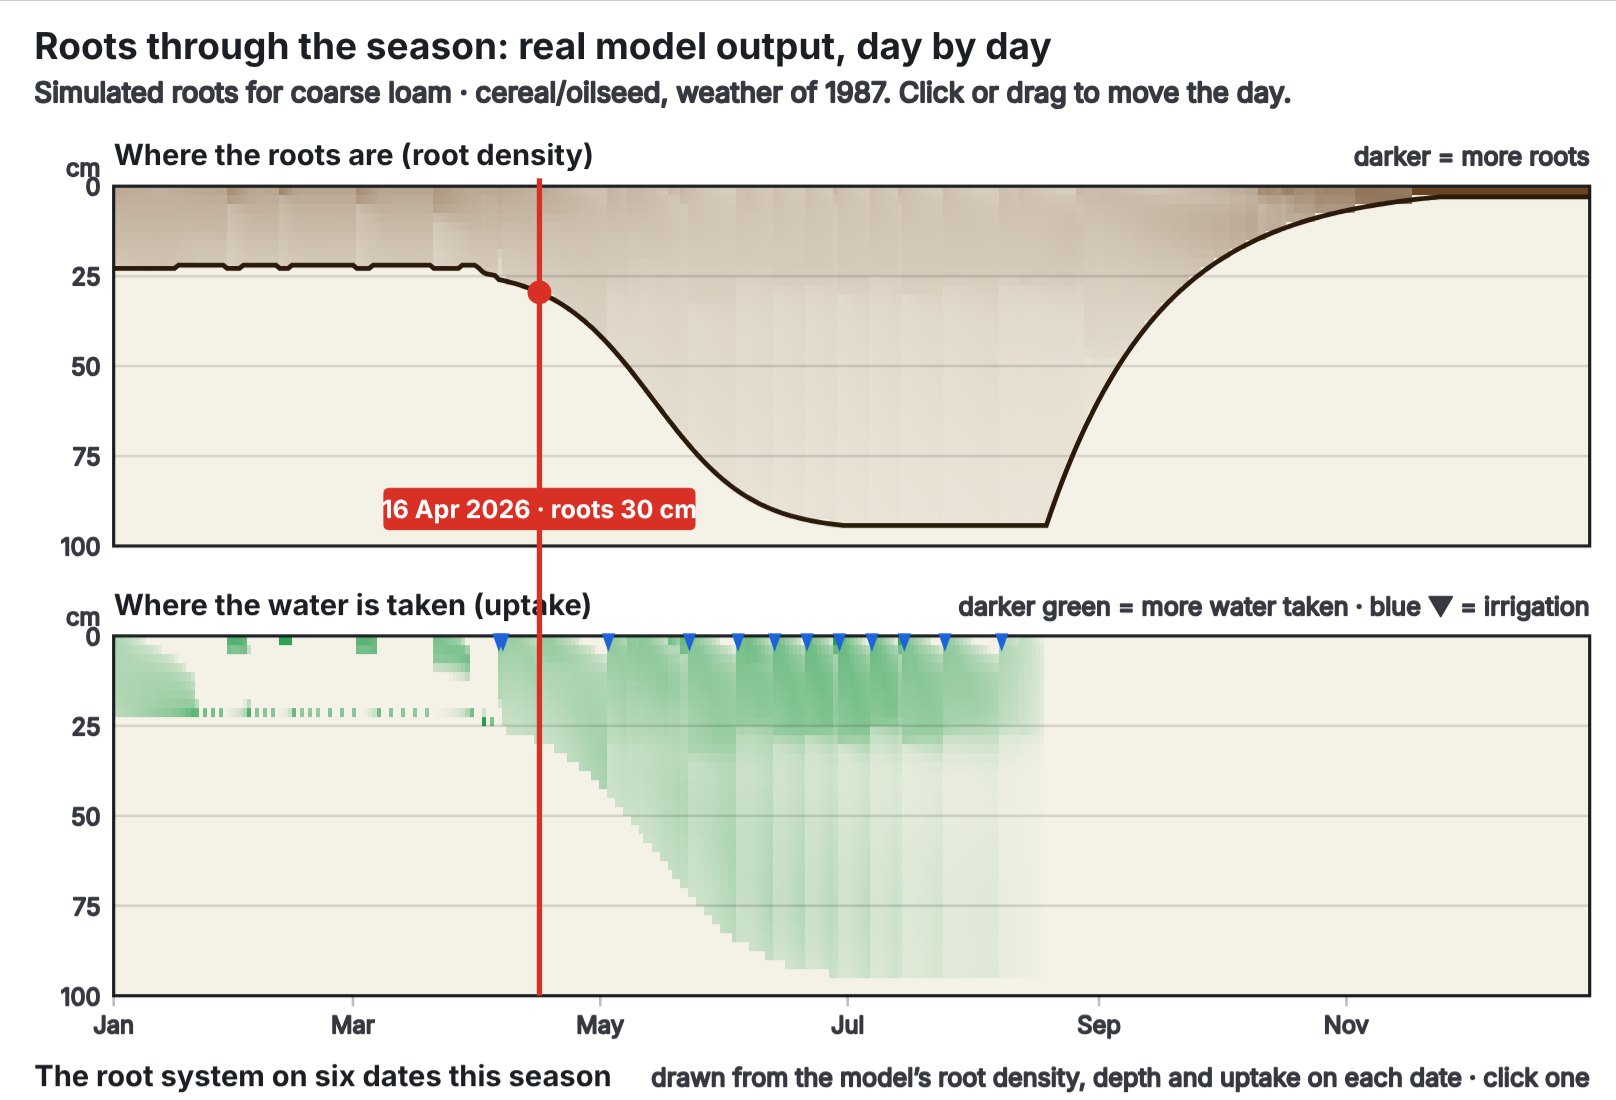 Roots through the season: real model output, day by day
Simulated roots for coarse loam · cereal/oilseed, weather of 1987. Click or drag to move the day.
cm
Where the roots are (root density)
darker = more roots
0
25
50
75
100
16 Apr 2026 · roots 30 cm
cm
Where the water is taken (uptake)
darker green = more water taken · blue ▼ = irrigation
0
25
50
75
100
Jan Mar May Jul Sep Nov
The root system on six dates this season
drawn from the model’s root density, depth and uptake on each date · click one